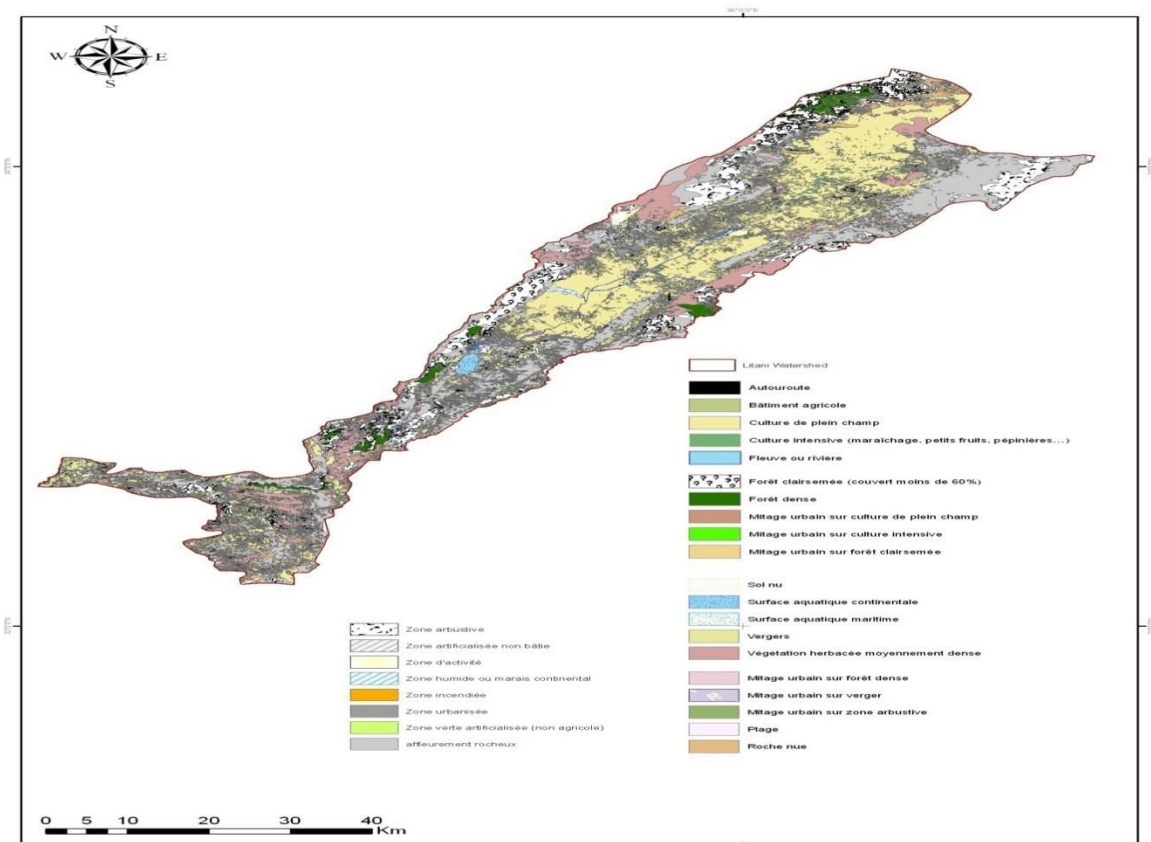 36°0'0"E
N
W E
S
Litani Watershed
Autouroute
Bâtiment agricole
Culture de plein champ
Culture intensive (maraîchage, petits fruits, pépinières...)
Fleuve ou rivière
Forêt clairsemée (couvert moins de 60%)
Forêt dense
Mitage urbain sur culture de plein champ
Mitage urbain sur culture intensive
Mitage urbain sur forêt clairsemée
Sol nu
Surface aquatique continentale
Surface aquatique maritime
Vergers
Végétation herbacée moyennement dense
Mitage urbain sur forêt dense
Mitage urbain sur verger
Mitage urbain sur zone arbustive
Plage
Roche nue
Zone arbustive
Zone artificialisée non bâtie
Zone d'activité
Zone humide ou marais continental
Zone incendiée
Zone urbanisée
Zone verte artificialisée (non agricole)
affleurement rocheux
0 5 10 20 30 40
Km